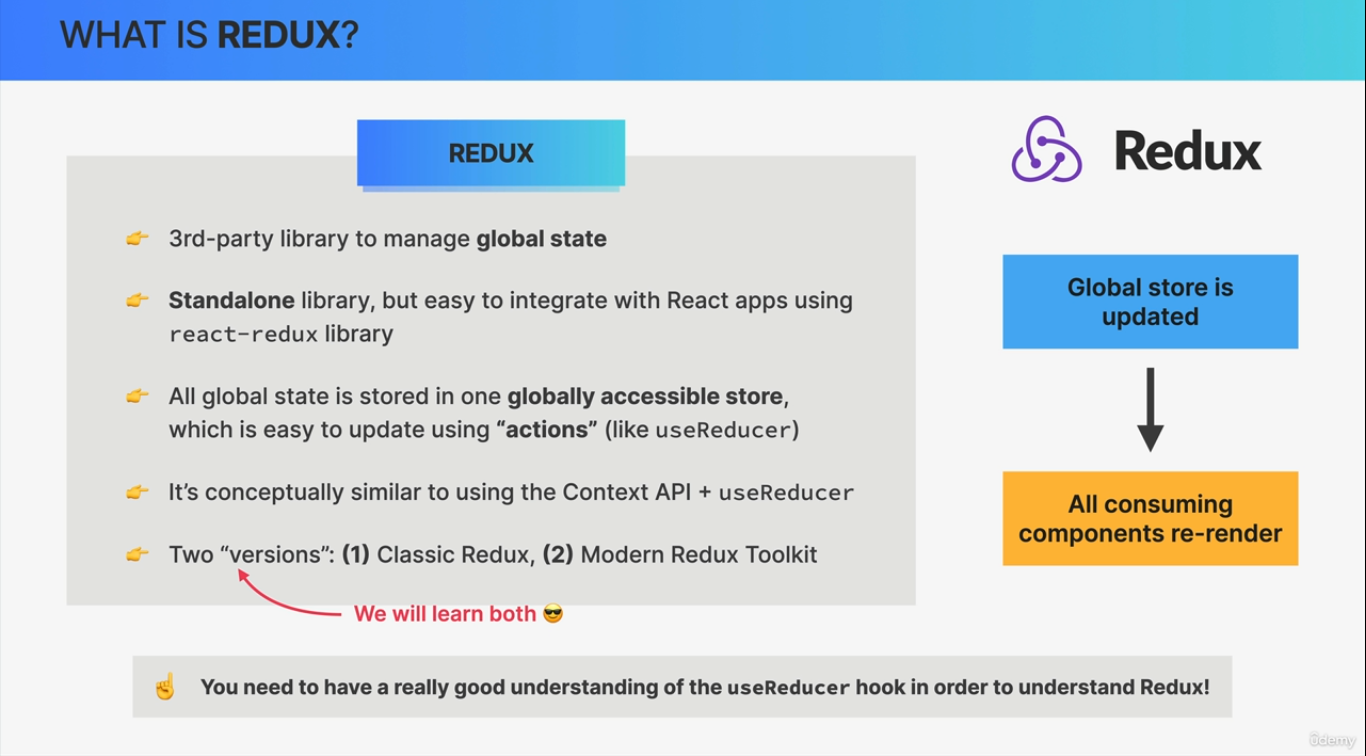 WHAT IS REDUX?
REDUX
👉 3rd-party library to manage global state
👉 Standalone library, but easy to integrate with React apps using
react-redux library
👉 All global state is stored in one globally accessible store,
which is easy to update using “actions” (like useReducer)
👉 It’s conceptually similar to using the Context API + useReducer
👉 Two “versions”: (1) Classic Redux, (2) Modern Redux Toolkit
We will learn both 😎
Redux
Global store is
updated
All consuming
components re-render
☝️ You need to have a really good understanding of the useReducer hook in order to understand Redux!
ûdemy